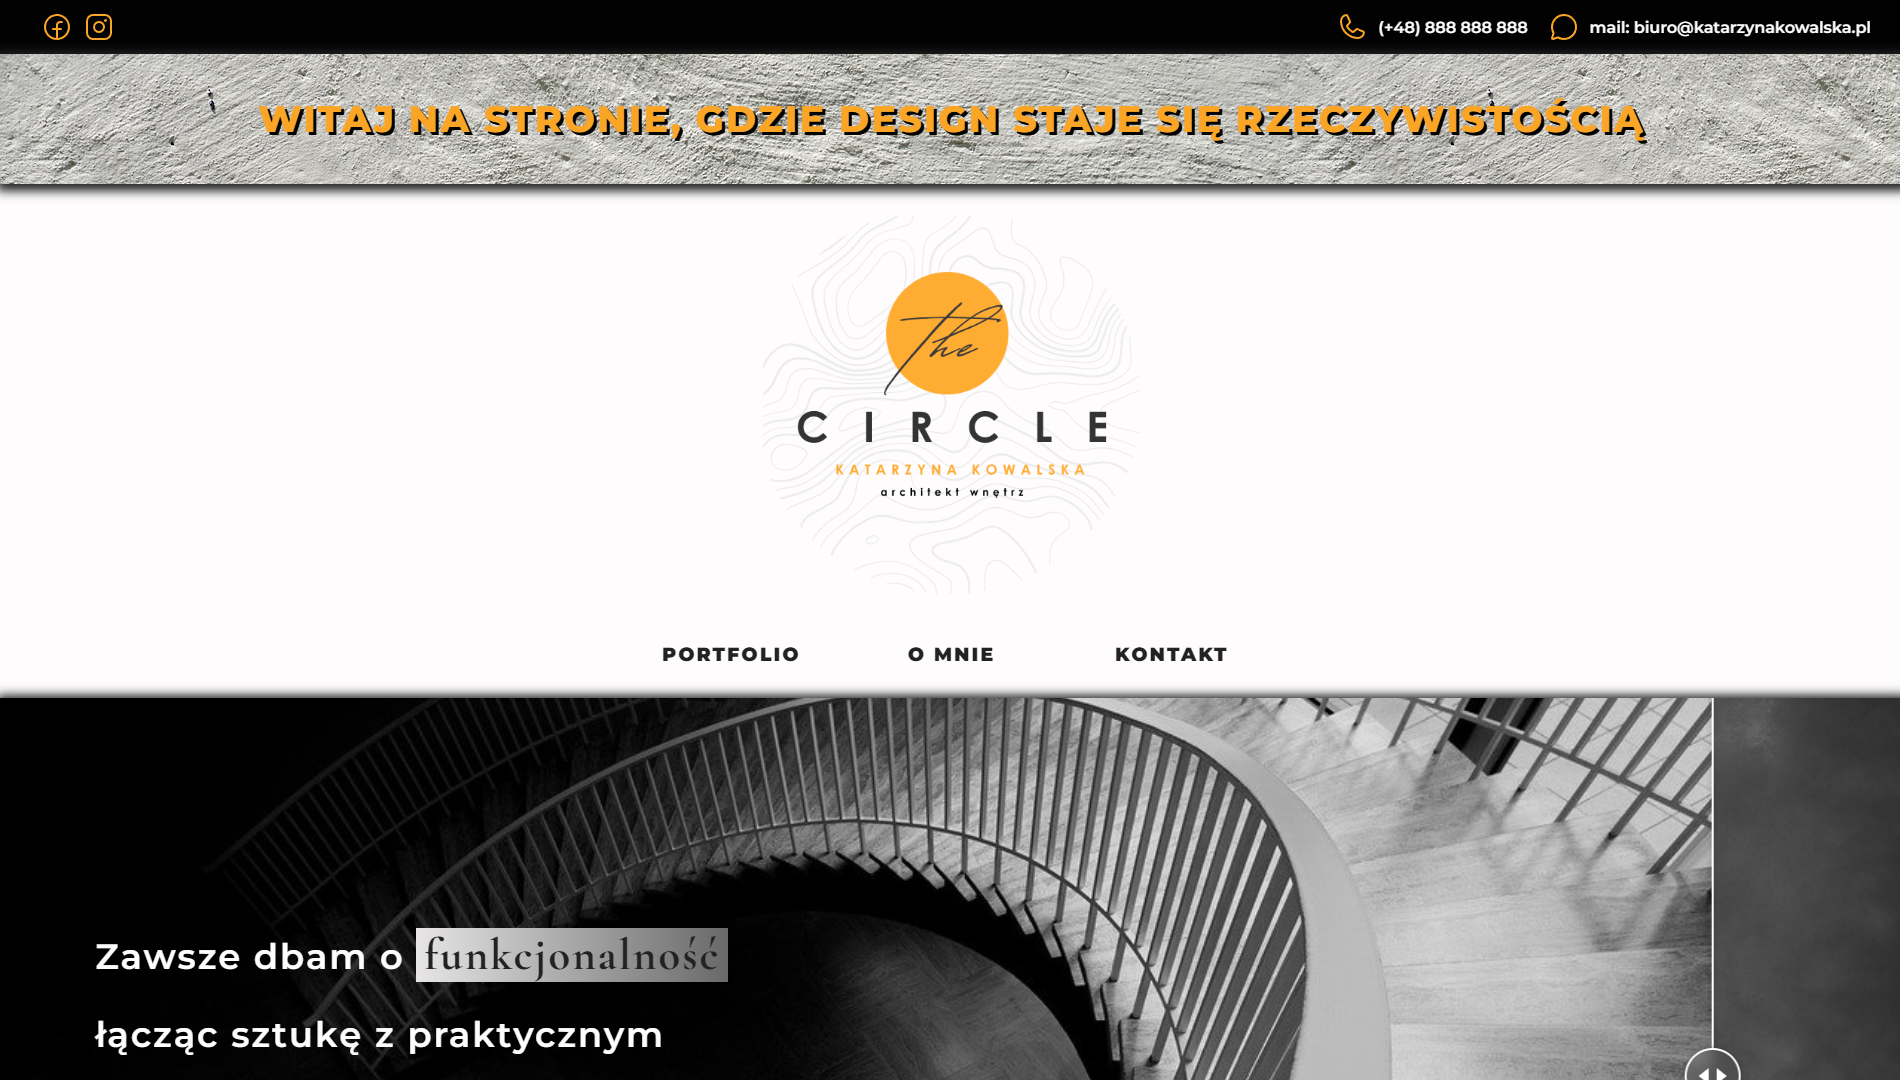 (+48) 888 888 888
mail: biuro@katarzynakowalska.pl
WITAJ NA STRONIE, GDZIE DESIGN STAJE SIĘ RZECZYWISTOŚCIĄ
the
CIRCLE
KATARZYNA KOWALSKA
architekt wnętrz
PORTFOLIO
O MNIE
KONTAKT
Zawsze dbam o funkcjonalność
łącząc sztukę z praktycznym